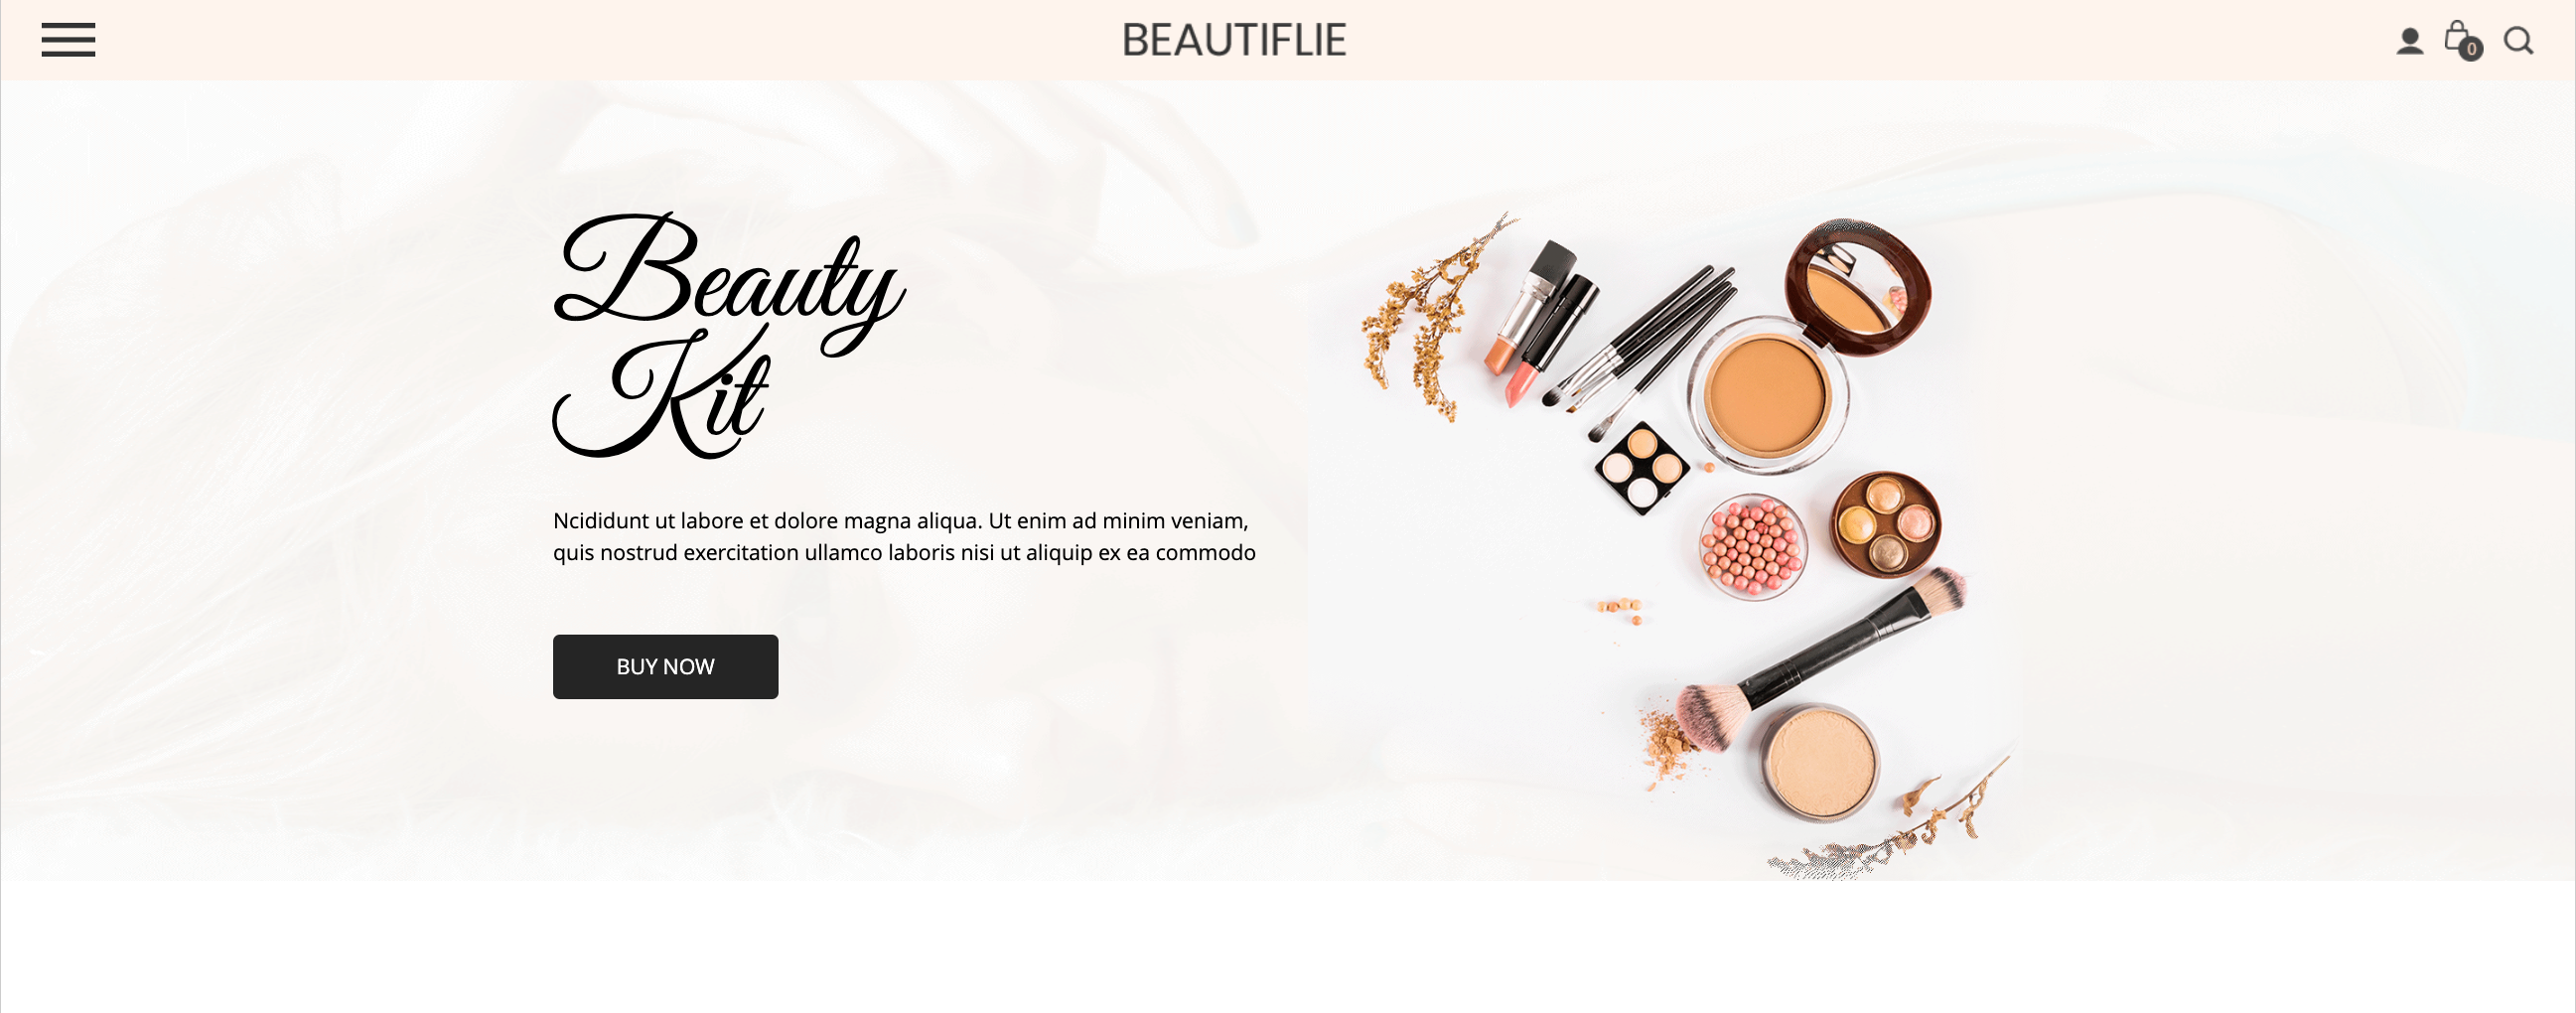 BEAUTIFLIE
0
Beauty
Kit
Ncididunt ut labore et dolore magna aliqua. Ut enim ad minim veniam,
quis nostrud exercitation ullamco laboris nisi ut aliquip ex ea commodo
BUY NOW